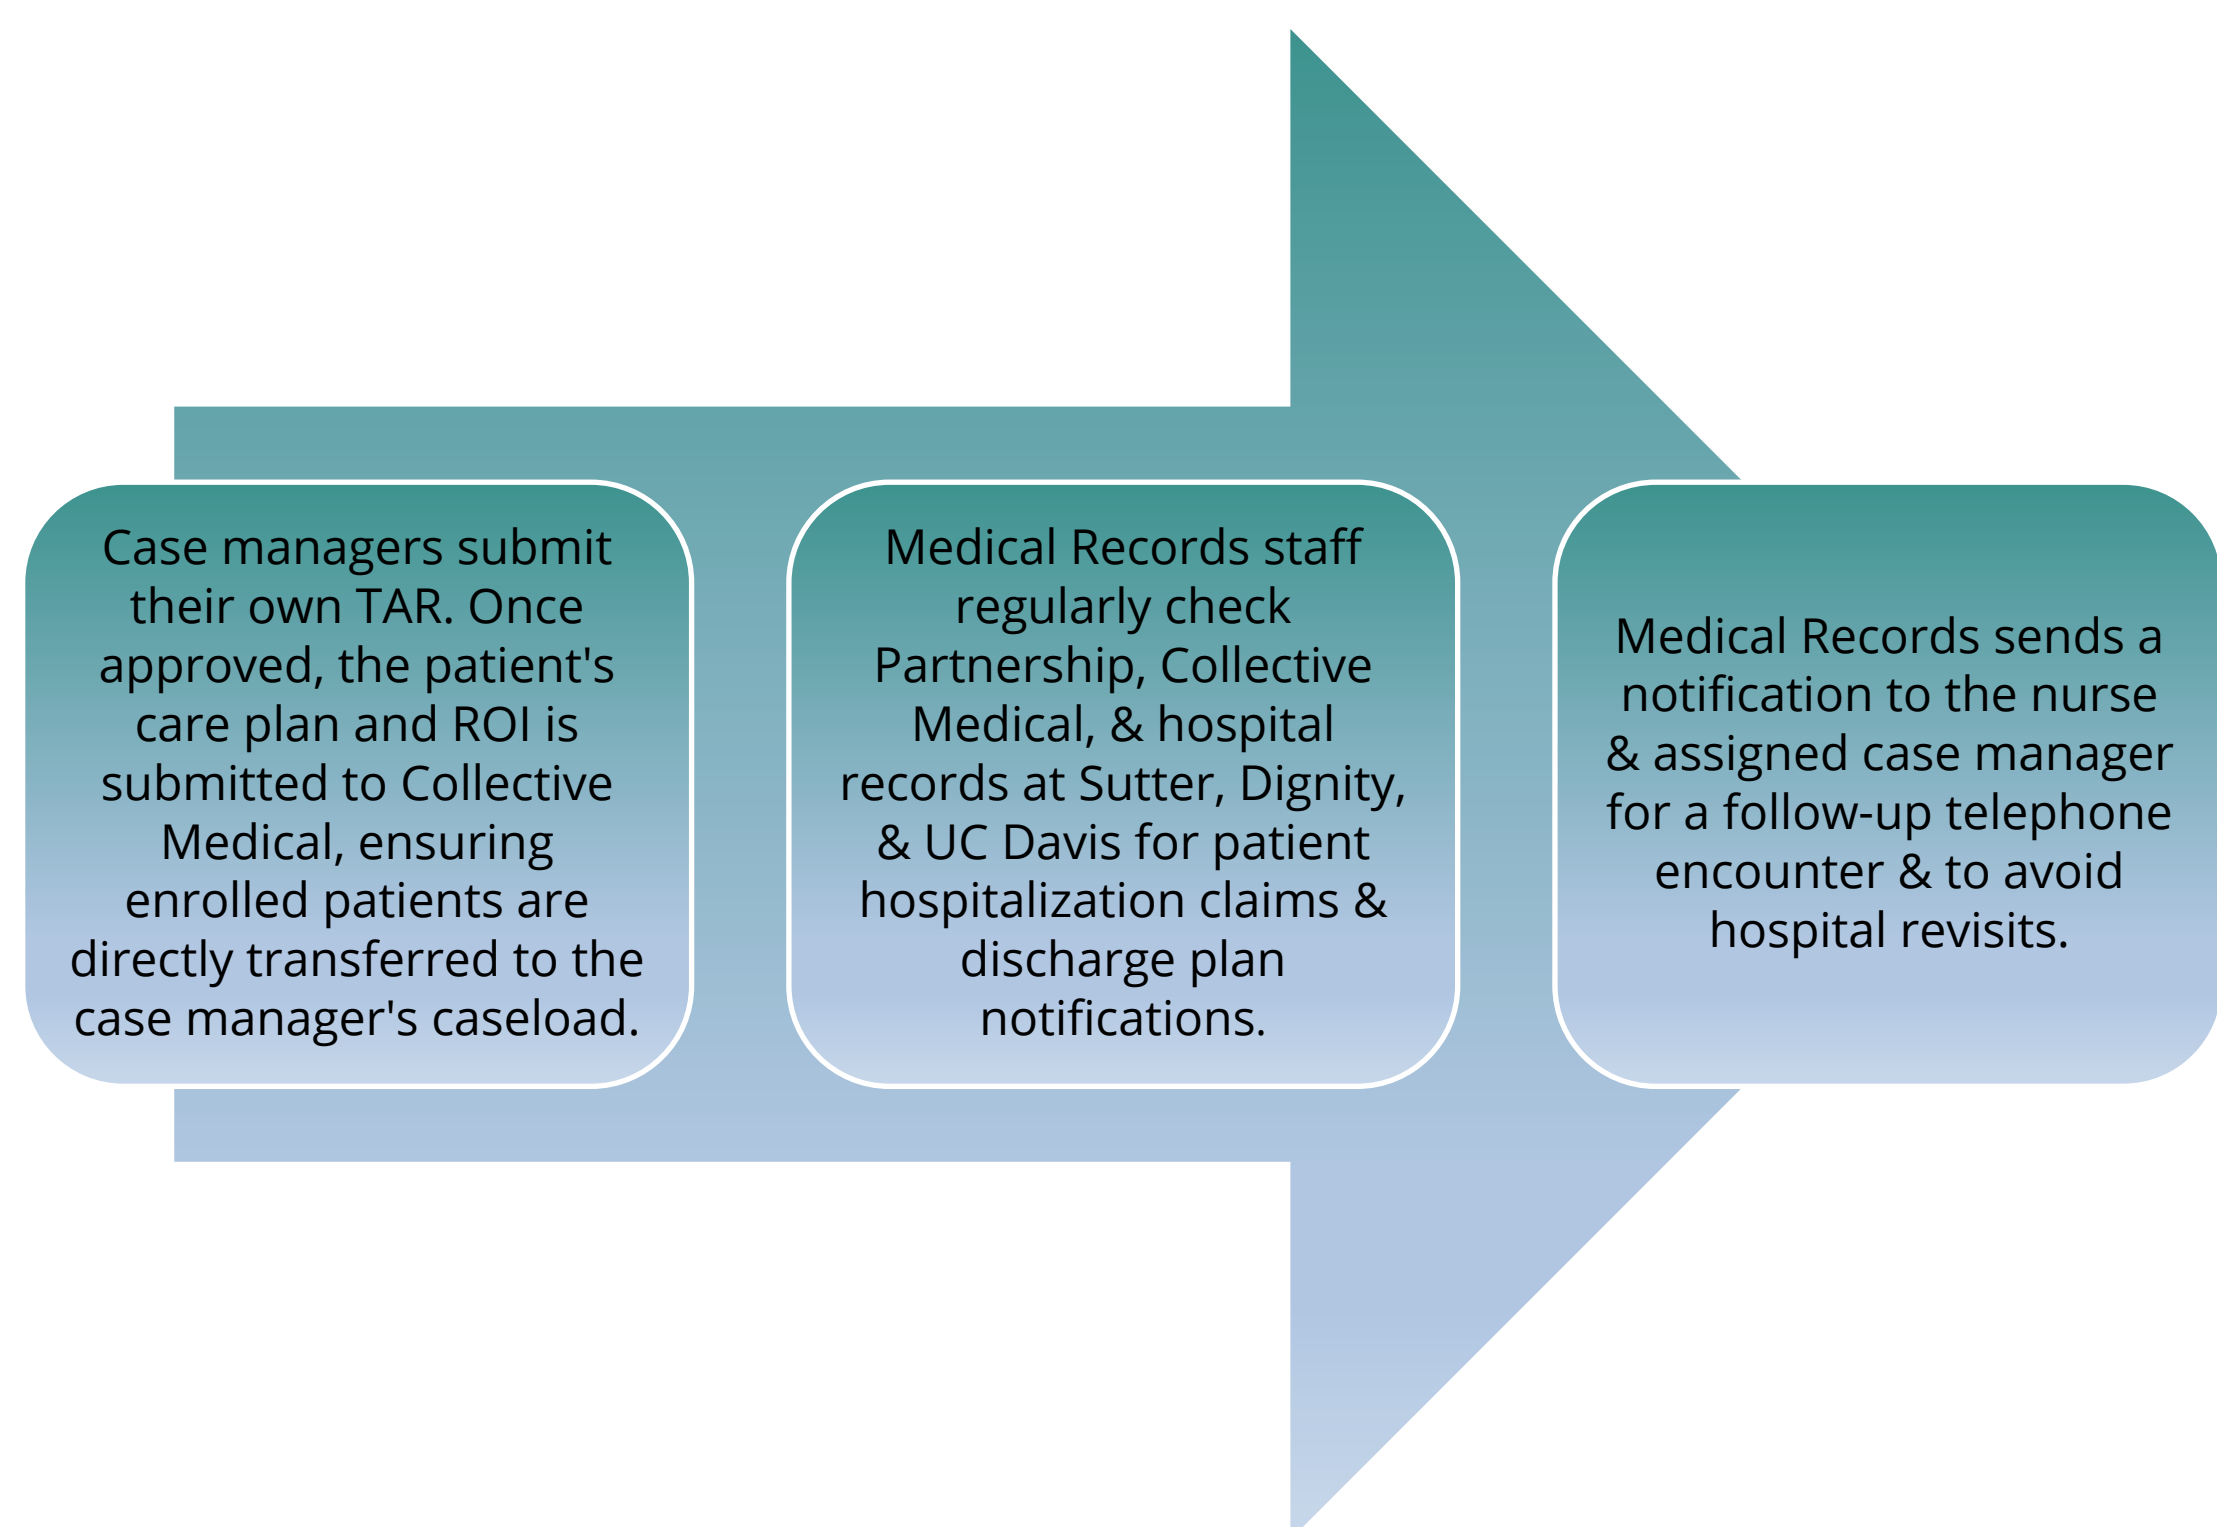 Case managers submit
their own TAR. Once
approved, the patient's
care plan and ROI is
submitted to Collective
Medical, ensuring
enrolled patients are
directly transferred to the
case manager's caseload.
Medical Records staff
regularly check
Partnership, Collective
Medical, & hospital
records at Sutter, Dignity,
& UC Davis for patient
hospitalization claims &
discharge plan
notifications.
Medical Records sends a
notification to the nurse
& assigned case manager
for a follow-up telephone
encounter & to avoid
hospital revisits.